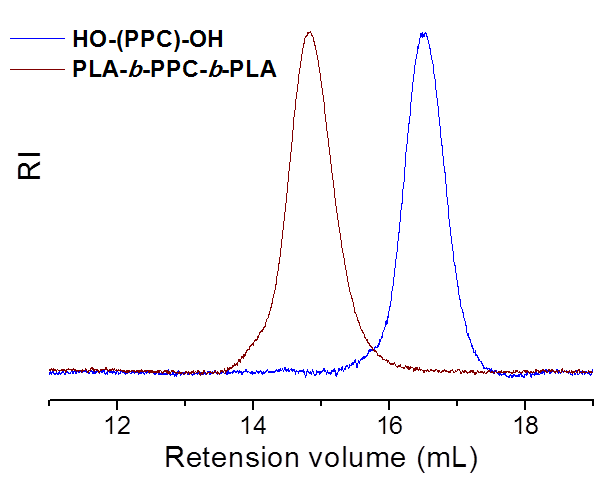 HO-(PPC)-OH
PLA-b-PPC-b-PLA
RI
12 14 16 18
Retension volume (mL)